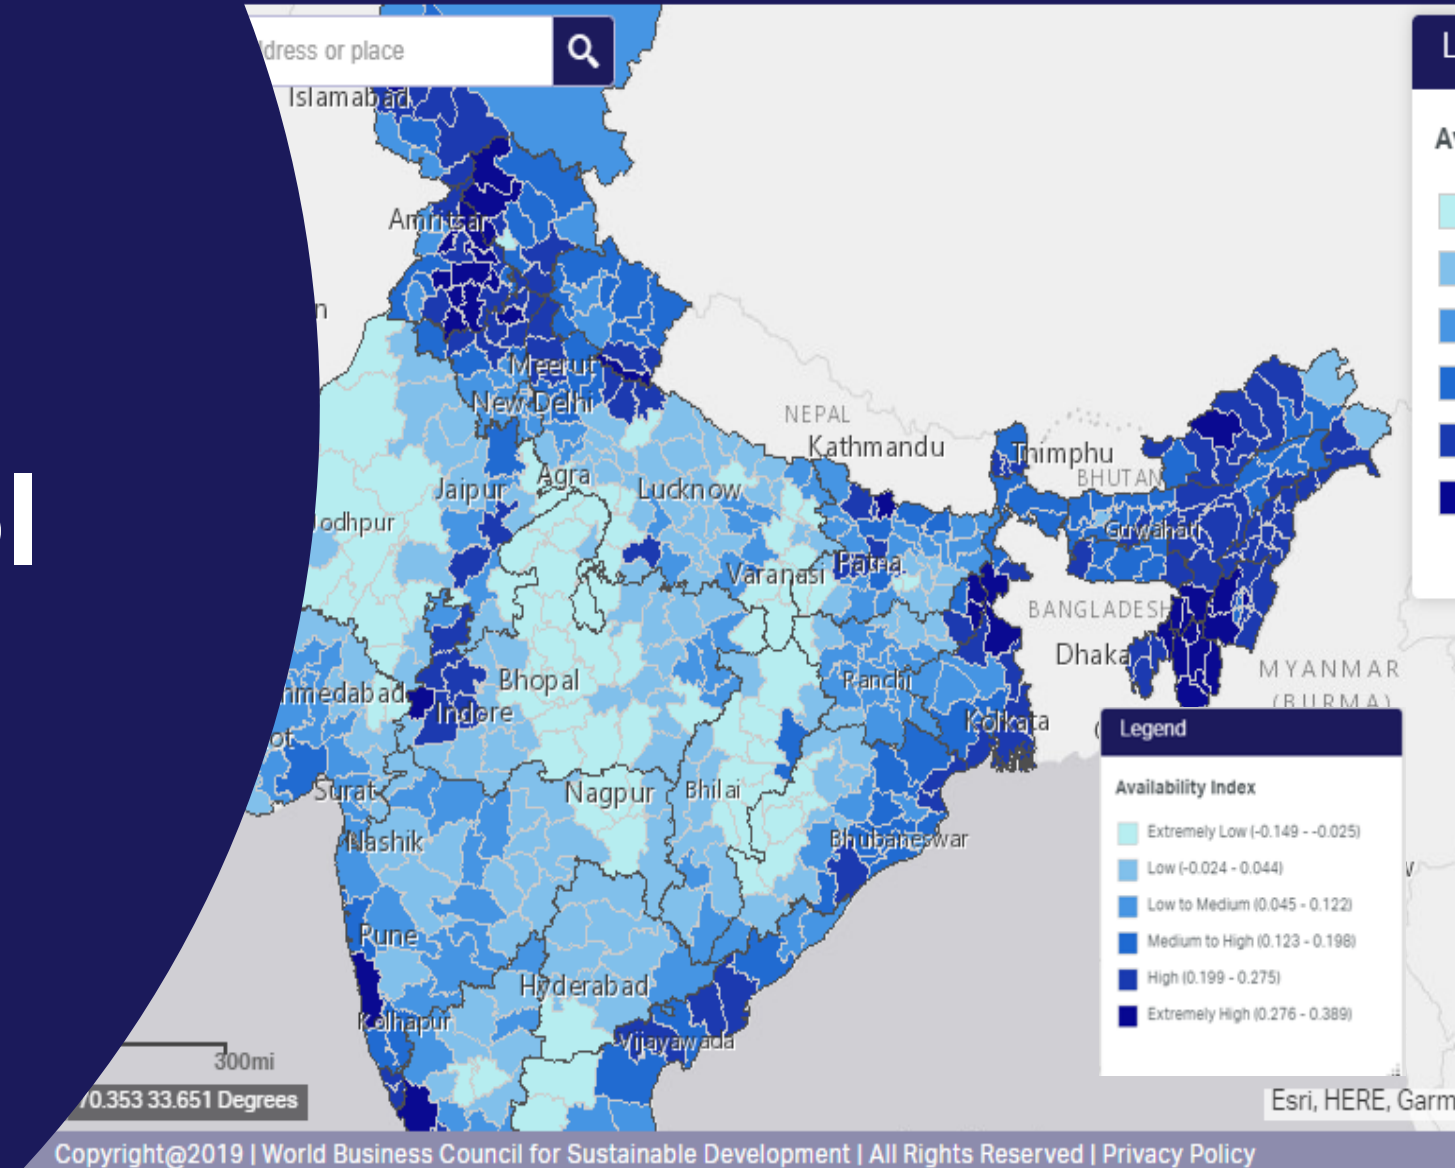 dress or place
L
Islamabad
Av
Amritsar
n
Meerut
New Delhi
NEPAL
Kathmandu
Thimphu
BHUTAN
Agra
Jaipur
Lucknow
l
odhpur
Guwahati
Varanasi
Patna
BANGLADESH
Dhaka
MYANMAR
(BURMA)
Bhopal
Ranchi
hmedabad
Indore
Kolkata
ot
(
Legend
Surat
Nagpur
Bhilai
Availability Index
Extremely Low (-0.149 - -0.025)
Nashik
Bhubaneswar
Low (-0.024 - 0.044)
Low to Medium (0.045 - 0.122)
Pune
Medium to High (0.123 - 0.198)
Hyderabad
High (0.199 - 0.275)
Extremely High (0.276 - 0.389)
Kolhapur
Vijayawada
300mi
70.353 33.651 Degrees
Esri, HERE, Garm
Copyright@2019 | World Business Council for Sustainable Development | All Rights Reserved | Privacy Policy